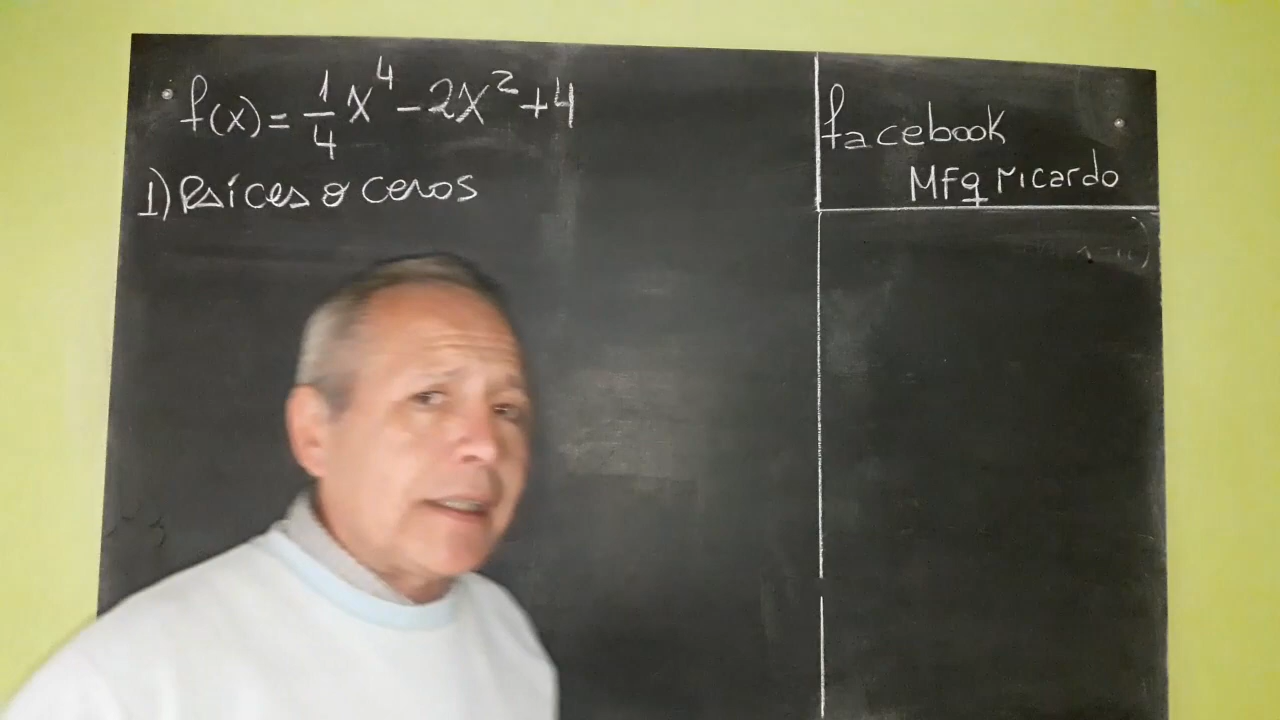 f(x) = 1/4 x⁴ - 2x² + 4
1) Raíces o ceros
facebook
MFq ricardo